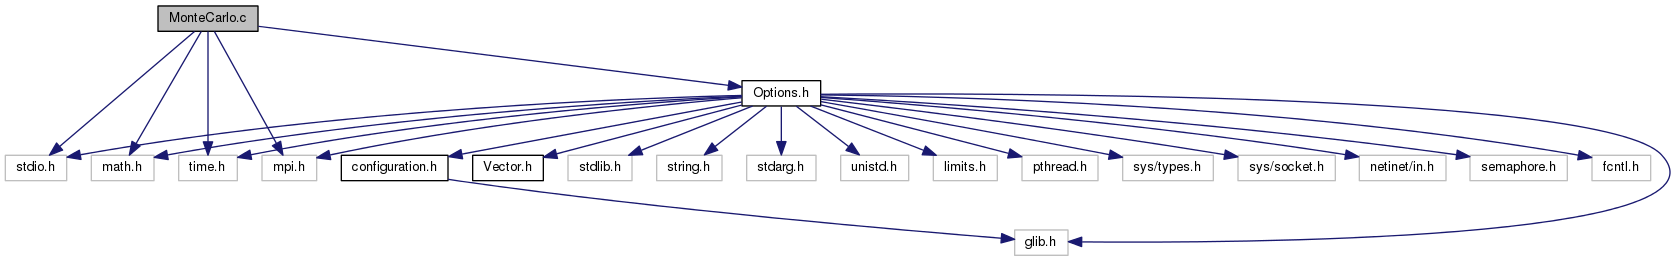 MonteCarlo.c
Options.h
stdio.h
math.h
time.h
mpi.h
configuration.h
Vector.h
stdlib.h
string.h
stdarg.h
unistd.h
limits.h
pthread.h
sys/types.h
sys/socket.h
netinet/in.h
semaphore.h
fcntl.h
glib.h